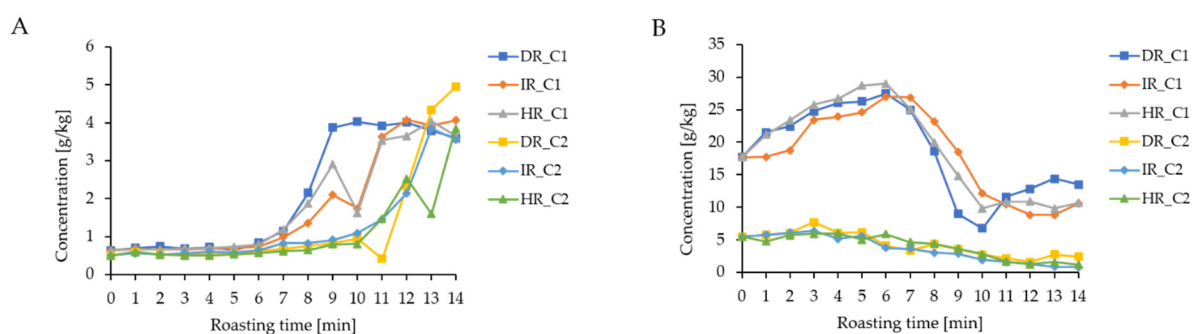 A
Concentration [g/kg]
6
5
4
3
2
1
0
0 1 2 3 4 5 6 7 8 9 10 11 12 13 14
Roasting time [min]
DR_C1
IR_C1
HR_C1
DR_C2
IR_C2
HR_C2
B
Concentration [g/kg]
35
30
25
20
15
10
5
0
0 1 2 3 4 5 6 7 8 9 10 11 12 13 14
Roasting time [min]
DR_C1
IR_C1
HR_C1
DR_C2
IR_C2
HR_C2